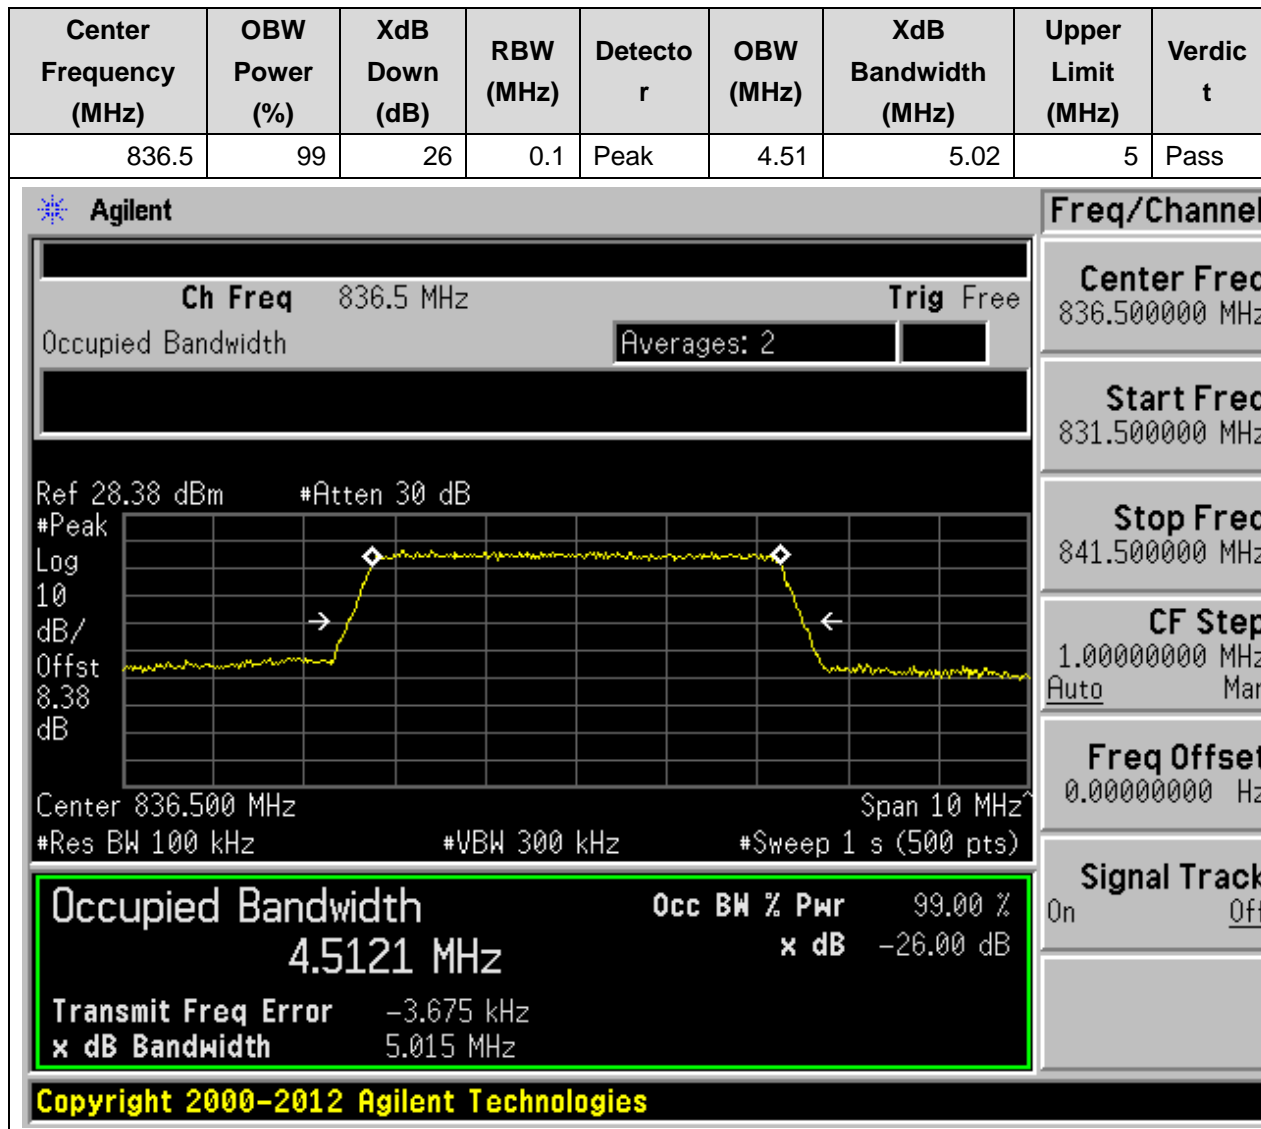 Center Frequency (MHz) OBW Power (%) XdB Down (dB) RBW (MHz) Detector OBW (MHz) XdB Bandwidth (MHz) Upper Limit (MHz) Verdict
836.5 99 26 0.1 Peak 4.51 5.02 5 Pass
Agilent
Freq/Channel
Ch Freq 836.5 MHz Trig Free
Occupied Bandwidth Averages: 2
Center Freq
836.500000 MHz
Start Freq
831.500000 MHz
Stop Freq
841.500000 MHz
CF Step
1.00000000 MHz
Auto Man
Freq Offset
0.00000000 Hz
Signal Track
On Off
Ref 28.38 dBm #Atten 30 dB
#Peak
Log
10
dB/
Offst
8.38
dB
Center 836.500 MHz Span 10 MHz^
#Res BW 100 kHz #VBW 300 kHz #Sweep 1 s (500 pts)
Occupied Bandwidth
4.5121 MHz
Occ BW % Pwr 99.00 %
x dB -26.00 dB
Transmit Freq Error -3.675 kHz
x dB Bandwidth 5.015 MHz
Copyright 2000-2012 Agilent Technologies